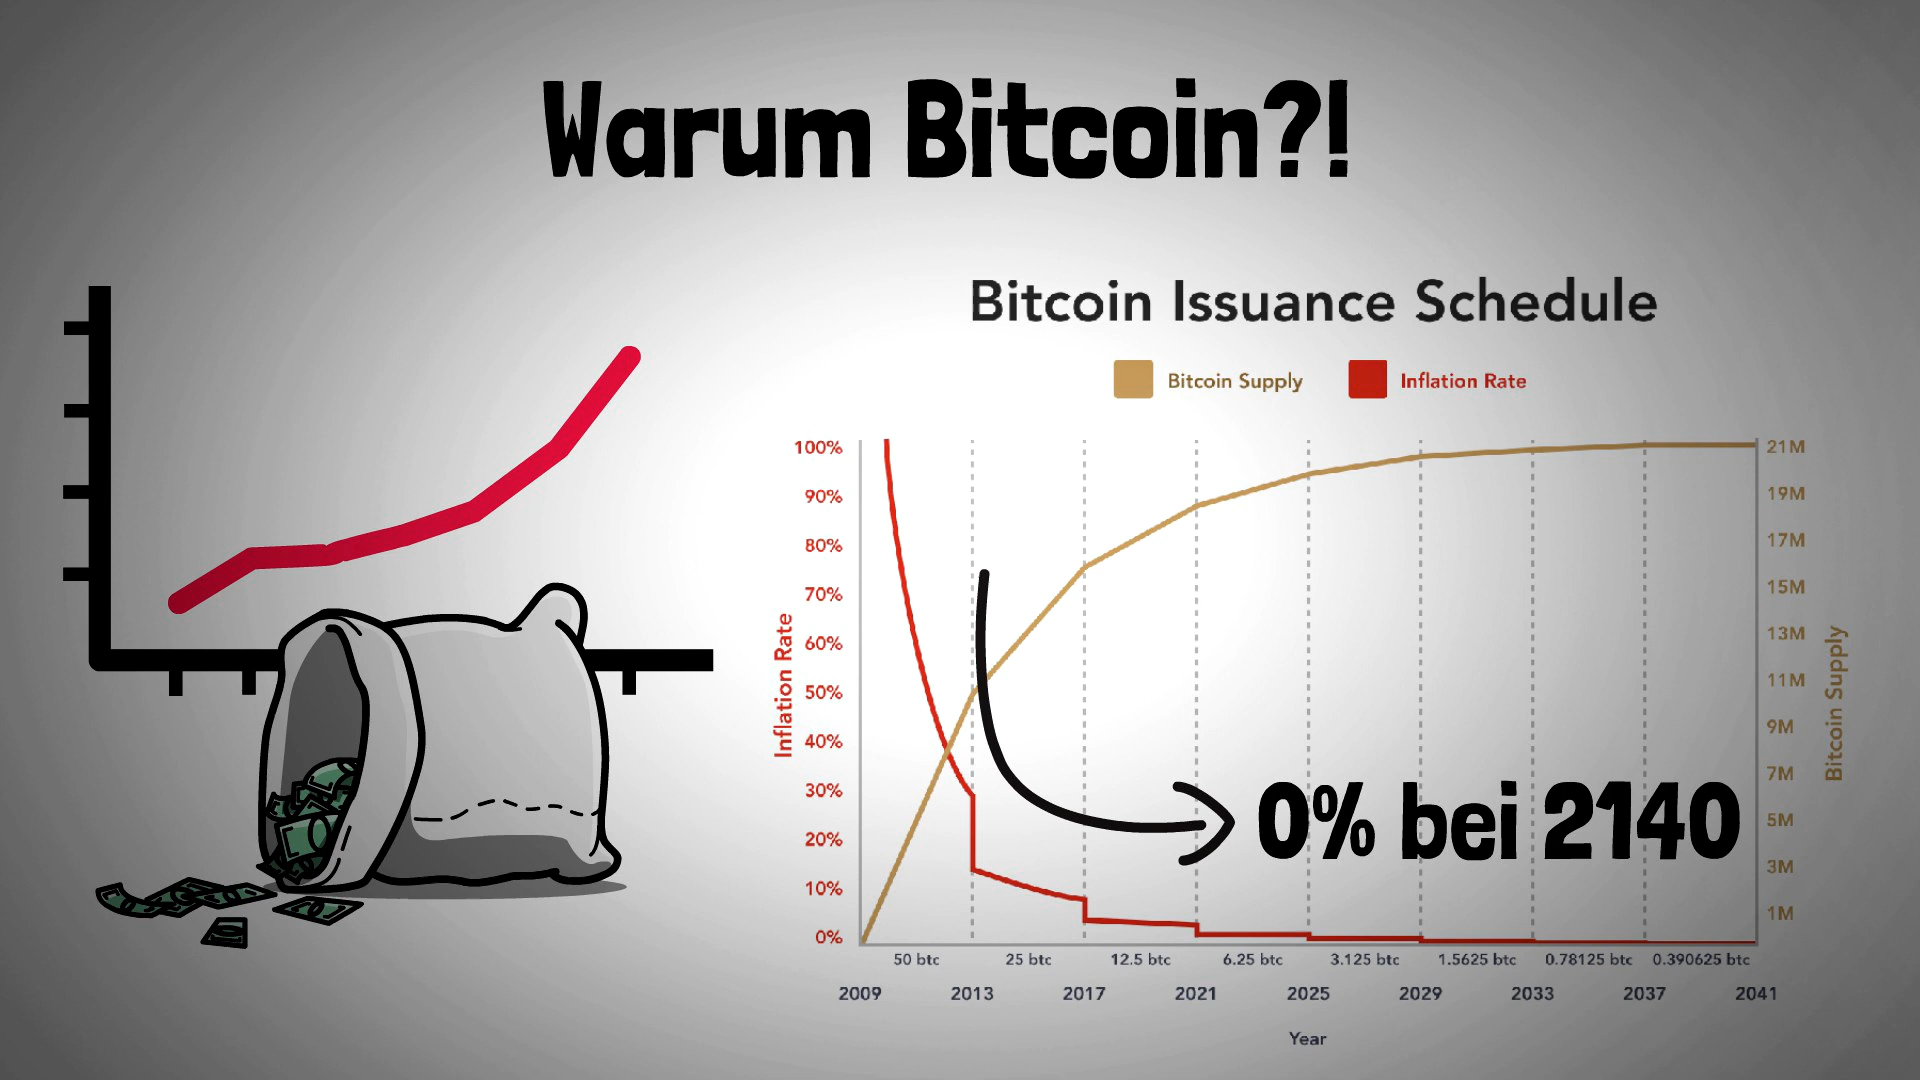 Warum Bitcoin?!
Bitcoin Issuance Schedule
Bitcoin Supply
Inflation Rate
100%
90%
80%
70%
60%
50%
40%
30%
20%
10%
0%
Inflation Rate
21M
19M
17M
15M
13M
11M
9M
7M
5M
3M
1M
Bitcoin Supply
0% bei 2140
50 btc 25 btc 12.5 btc 6.25 btc 3.125 btc 1.5625 btc 0.78125 btc 0.390625 btc
2009 2013 2017 2021 2025 2029 2033 2037 2041
Year